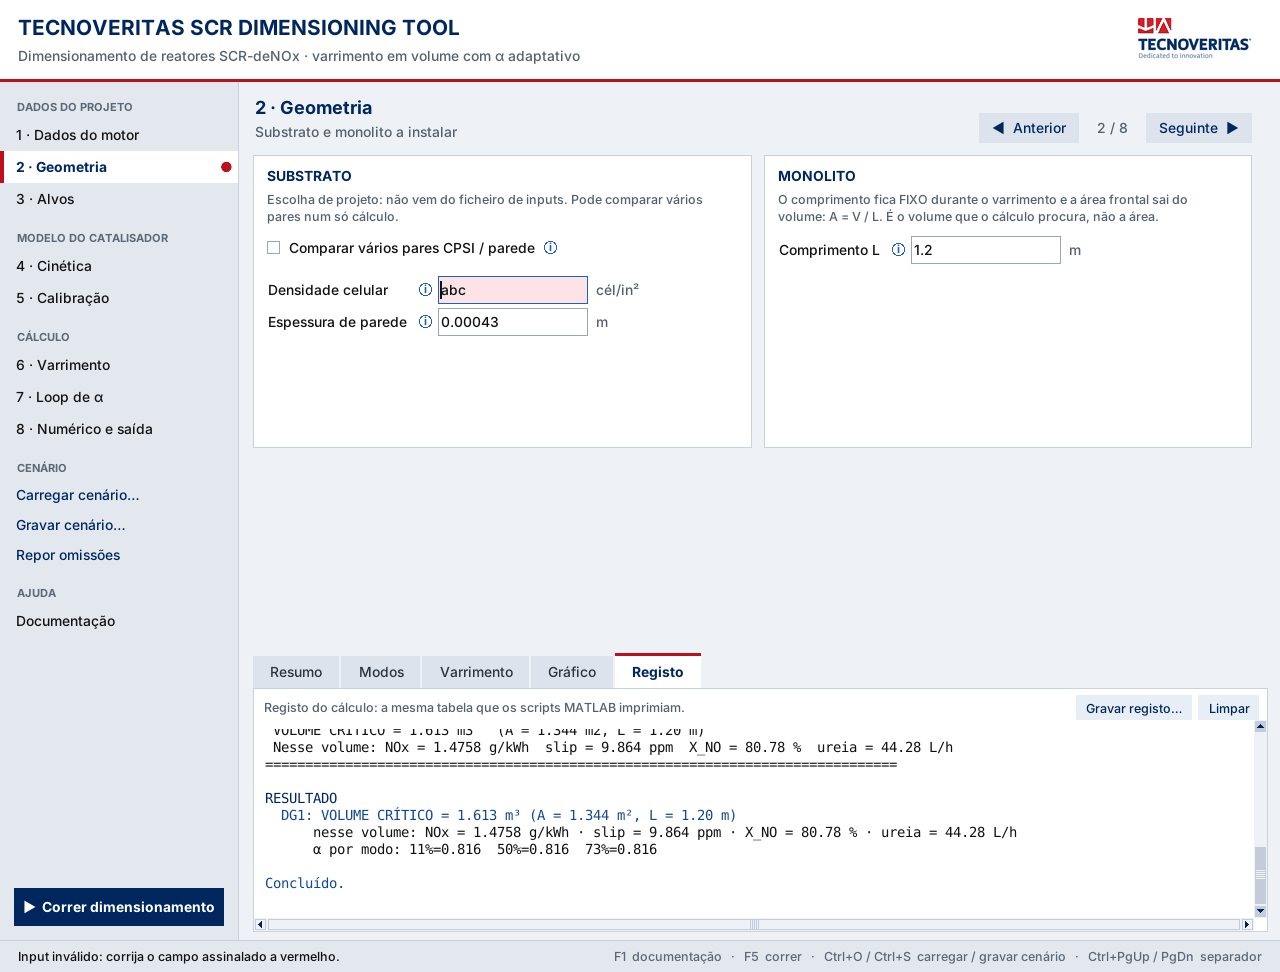 TECNOVERITAS SCR DIMENSIONING TOOL
Dimensionamento de reatores SCR-deNOx · varrimento em volume com α adaptativo
TECNOVERITAS
Dedicated to innovation
DADOS DO PROJETO
1 · Dados do motor
2 · Geometria
3 · Alvos
MODELO DO CATALISADOR
4 · Cinética
5 · Calibração
CÁLCULO
6 · Varrimento
7 · Loop de α
8 · Numérico e saída
CENÁRIO
Carregar cenário...
Gravar cenário...
Repor omissões
AJUDA
Documentação
▶ Correr dimensionamento
2 · Geometria
Substrato e monolito a instalar
◀ Anterior
2 / 8
Seguinte ▶
SUBSTRATO
Escolha de projeto: não vem do ficheiro de inputs. Pode comparar vários
pares num só cálculo.
Comparar vários pares CPSI / parede ⓘ
Densidade celular ⓘ abc cél/in²
Espessura de parede ⓘ 0.00043 m
MONOLITO
O comprimento fica FIXO durante o varrimento e a área frontal sai do
volume: A = V / L. É o volume que o cálculo procura, não a área.
Comprimento L ⓘ 1.2 m
Resumo Modos Varrimento Gráfico Registo
Registo do cálculo: a mesma tabela que os scripts MATLAB imprimiam.
Gravar registo... Limpar
VOLUME CRITICO = 1.613 m3 (A = 1.344 m2, L = 1.20 m)
Nesse volume: NOx = 1.4758 g/kWh slip = 9.864 ppm X_NO = 80.78 % ureia = 44.28 L/h
===============================================================================
RESULTADO
DG1: VOLUME CRÍTICO = 1.613 m³ (A = 1.344 m², L = 1.20 m)
nesse volume: NOx = 1.4758 g/kWh · slip = 9.864 ppm · X_NO = 80.78 % · ureia = 44.28 L/h
α por modo: 11%=0.816 50%=0.816 73%=0.816
Concluído.
Input inválido: corrija o campo assinalado a vermelho.
F1 documentação · F5 correr · Ctrl+O / Ctrl+S carregar / gravar cenário · Ctrl+PgUp / PgDn separador